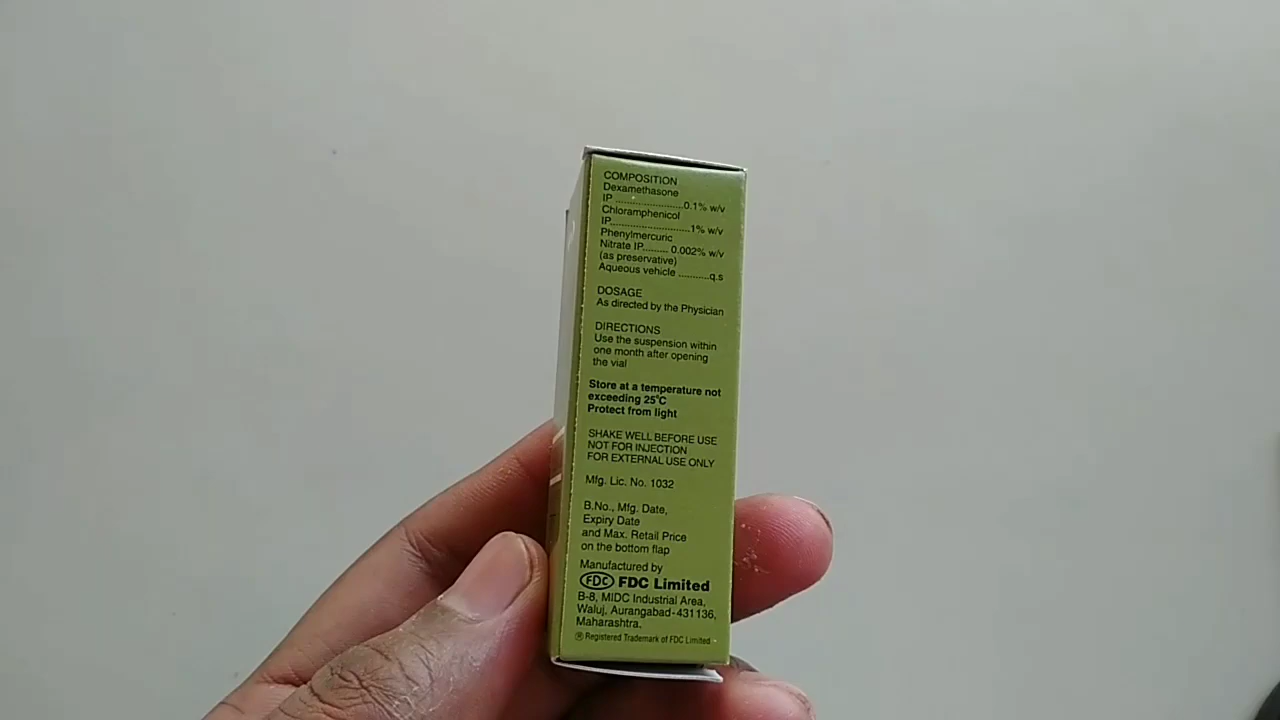 COMPOSITION
Dexamethasone
IP ........................0.1% w/v
Chloramphenicol
IP............................1% w/v
Phenylmercuric
Nitrate IP......... 0.002% w/v
(as preservative)
Aqueous vehicle ...........q.s
DOSAGE
As directed by the Physician
DIRECTIONS
Use the suspension within
one month after opening
the vial
Store at a temperature not
exceeding 25°C
Protect from light
SHAKE WELL BEFORE USE
NOT FOR INJECTION
FOR EXTERNAL USE ONLY
Mfg. Lic. No. 1032
B.No., Mfg. Date,
Expiry Date
and Max. Retail Price
on the bottom flap
Manufactured by
FDC FDC Limited
B-8, MIDC Industrial Area,
Waluj, Aurangabad-431136,
Maharashtra.
® Registered Trademark of FDC Limited